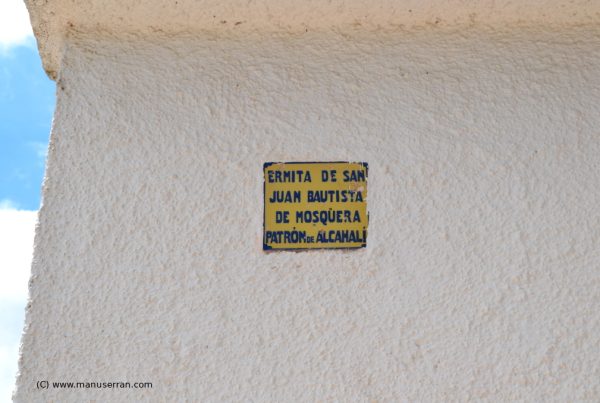 ERMITA DE SAN
JUAN BAUTISTA
DE MOSQUERA
PATRÓN DE ALCAHALÍ
(C) www.manuserran.com